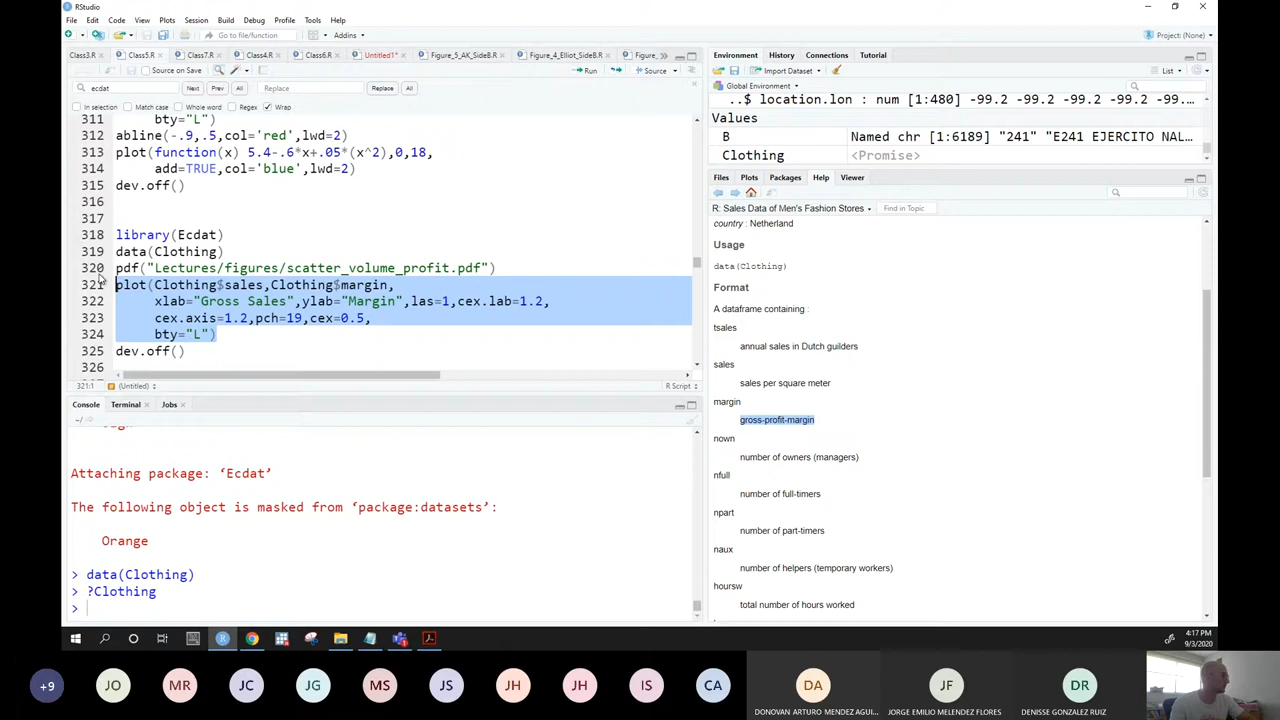 RStudio
File Edit Code View Plots Session Build Debug Profile Tools Help
Go to file/function Addins Project: (None)
Class3.R Class5.R Class7.R Class4.R Class6.R Untitled1* Figure_5_AK_SideB.R Figure_4_Elliot_SideB.R Figure_
Source on Save Run Source
ecdat Next Prev All Replace Replace All
In selection Match case Whole word Regex Wrap
311 bty="L")
312 abline(-.9,.5,col='red',lwd=2)
313 plot(function(x) 5.4-.6*x+.05*(x^2),0,18,
314 add=TRUE,col='blue',lwd=2)
315 dev.off()
316
317
318 library(Ecdat)
319 data(Clothing)
320 pdf("Lectures/figures/scatter_volume_profit.pdf")
321 plot(Clothing$sales,Clothing$margin,
322 xlab="Gross Sales",ylab="Margin",las=1,cex.lab=1.2,
323 cex.axis=1.2,pch=19,cex=0.5,
324 bty="L")
325 dev.off()
326
321:1 (Untitled) R Script
Console Terminal Jobs
~/
Attaching package: ‘Ecdat’
The following object is masked from ‘package:datasets’:
Orange
> data(Clothing)
> ?Clothing
>
Environment History Connections Tutorial
Import Dataset List
Global Environment
..$ location.lon : num [1:480] -99.2 -99.2 -99.2 -99.2 -99.…
Values
B Named chr [1:6189] "241" "E241 EJERCITO NAL…
Clothing <Promise>
Files Plots Packages Help Viewer
R: Sales Data of Men's Fashion Stores Find in Topic
country : Netherland
Usage
data(Clothing)
Format
A dataframe containing :
tsales
annual sales in Dutch guilders
sales
sales per square meter
margin
gross-profit-margin
nown
number of owners (managers)
nfull
number of full-timers
npart
number of part-timers
naux
number of helpers (temporary workers)
hoursw
total number of hours worked
4:17 PM
9/3/2020
+9 JO MR JC JG MS JS JH JH IS CA DA JF DR
DONOVAN ARTURO MENDEZ AGUI... JORGE EMILIO MELENDEZ FLORES DENISSE GONZALEZ RUIZ